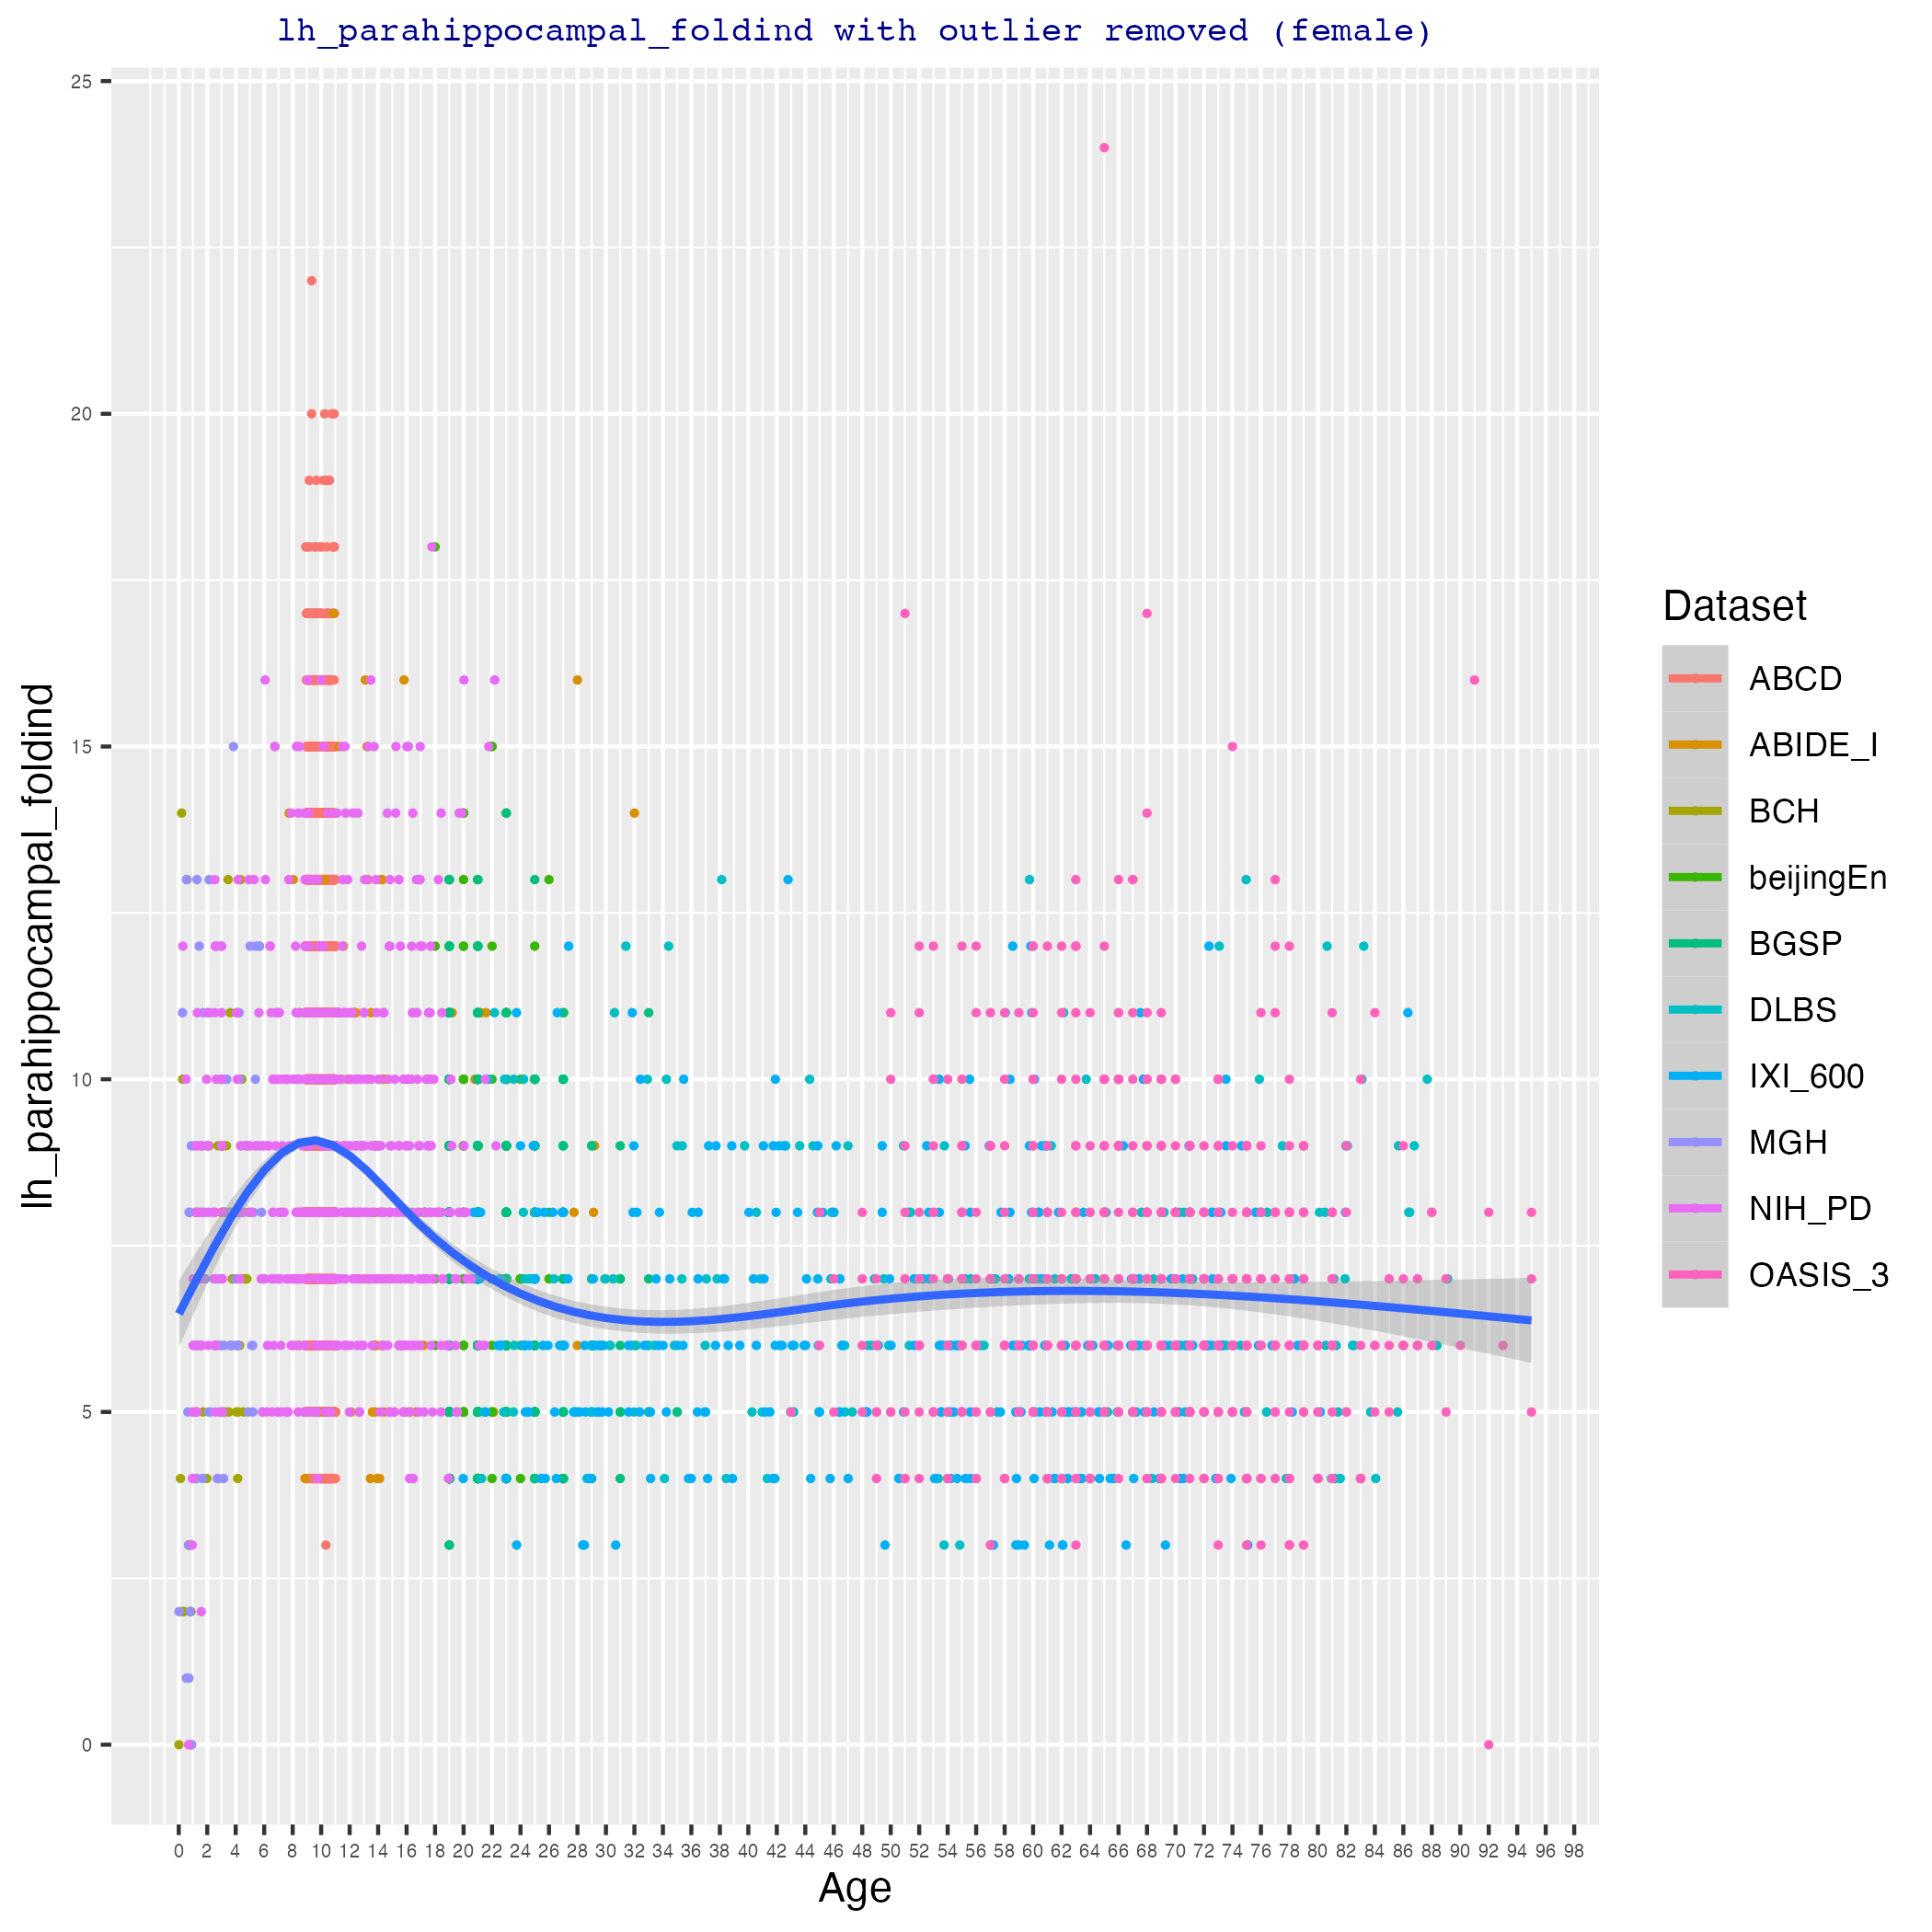 lh_parahippocampal_foldind with outlier removed (female)
25
20
15
10
5
0
lh_parahippocampal_foldind
0 2 4 6 8 10 12 14 16 18 20 22 24 26 28 30 32 34 36 38 40 42 44 46 48 50 52 54 56 58 60 62 64 66 68 70 72 74 76 78 80 82 84 86 88 90 92 94 96 98
Age
Dataset
ABCD
ABIDE_I
BCH
beijingEn
BGSP
DLBS
IXI_600
MGH
NIH_PD
OASIS_3